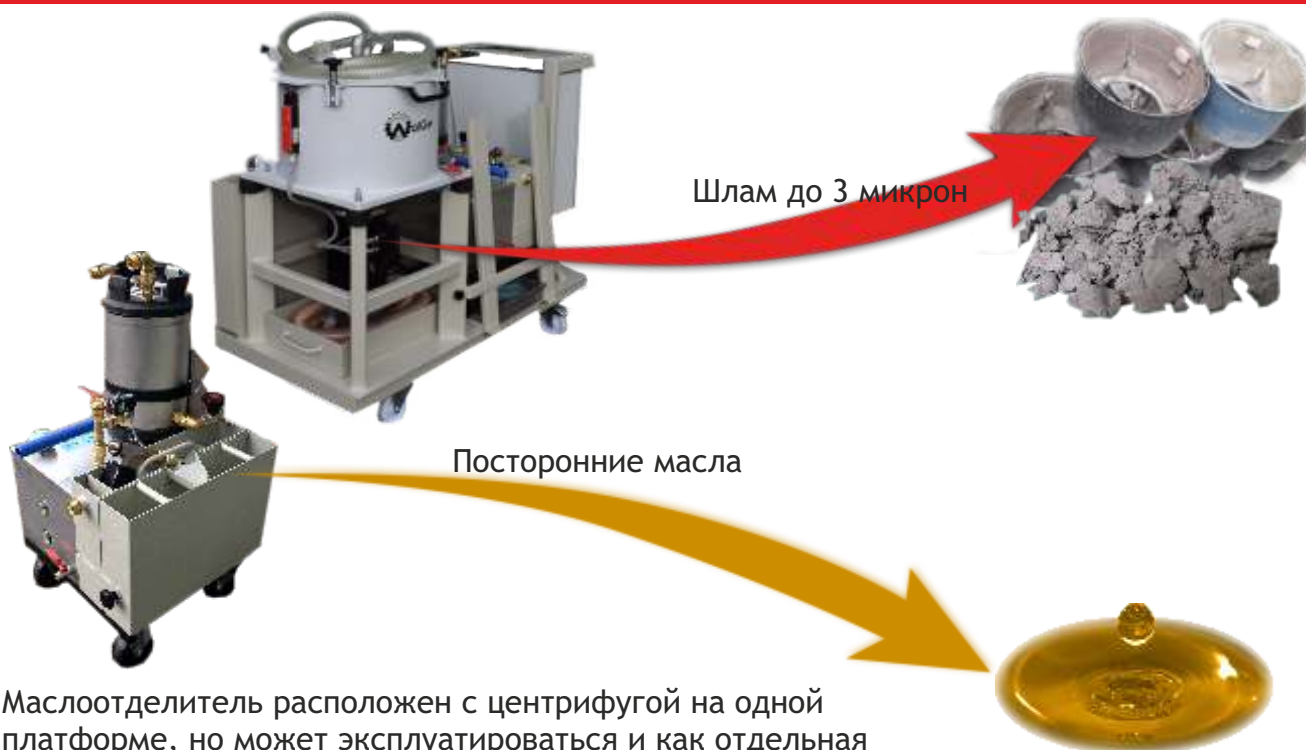 Шлам до 3 микрон
Посторонние масла
Маслоотделитель расположен с центрифугой на одной
платформе, но может эксплуатироваться и как отдельная